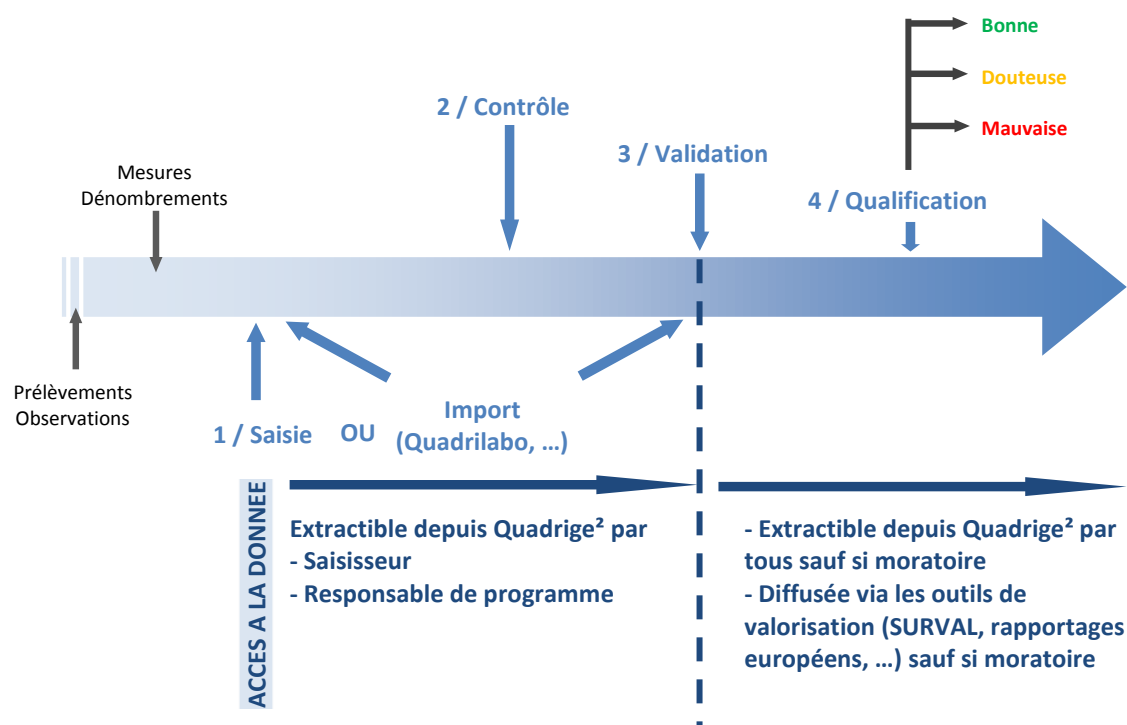 Bonne
Douteuse
Mauvaise
2 / Contrôle
3 / Validation
4 / Qualification
Mesures
Dénombrements
Prélèvements
Observations
1 / Saisie OU
Import
(Quadrilabo, ...)
ACCES A LA DONNEE
Extractible depuis Quadrige² par
- Saisisseur
- Responsable de programme
- Extractible depuis Quadrige² par
tous sauf si moratoire
- Diffusée via les outils de
valorisation (SURVAL, rapportages
européens, ...) sauf si moratoire